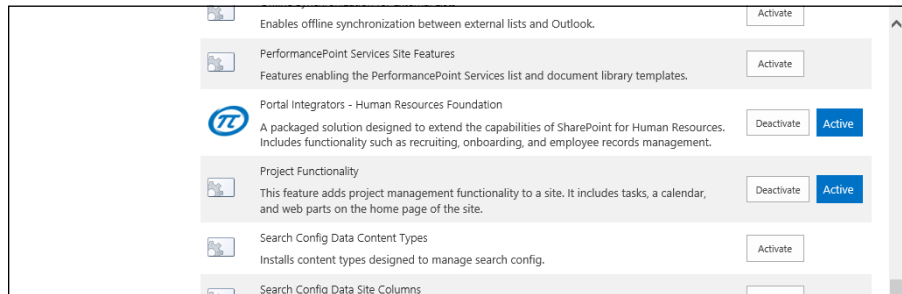 Enables offline synchronization between external lists and Outlook.
Activate
PerformancePoint Services Site Features
Features enabling the PerformancePoint Services list and document library templates.
Activate
Portal Integrators - Human Resources Foundation
A packaged solution designed to extend the capabilities of SharePoint for Human Resources.
Includes functionality such as recruiting, onboarding, and employee records management.
Deactivate
Active
Project Functionality
This feature adds project management functionality to a site. It includes tasks, a calendar,
and web parts on the home page of the site.
Deactivate
Active
Search Config Data Content Types
Installs content types designed to manage search config.
Activate
Search Config Data Site Columns